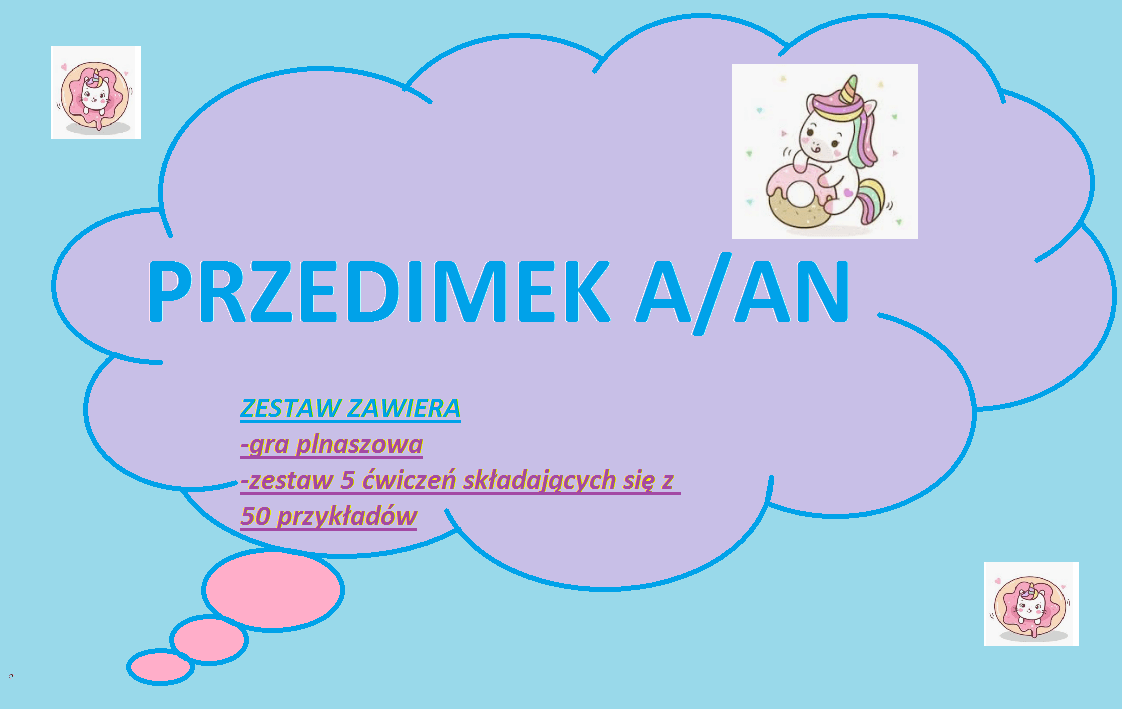 PRZEDIMEK A/AN
ZESTAW ZAWIERA
-gra plnaszowa
-zestaw 5 ćwiczeń składających się z
50 przykładów